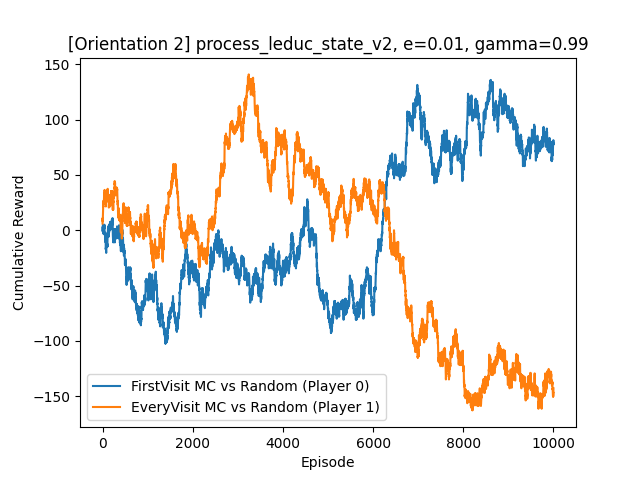 [Orientation 2] process_leduc_state_v2, e=0.01, gamma=0.99
150
100
50
0
−50
−100
−150
Cumulative Reward
FirstVisit MC vs Random (Player 0)
EveryVisit MC vs Random (Player 1)
0
2000
4000
6000
8000
10000
Episode